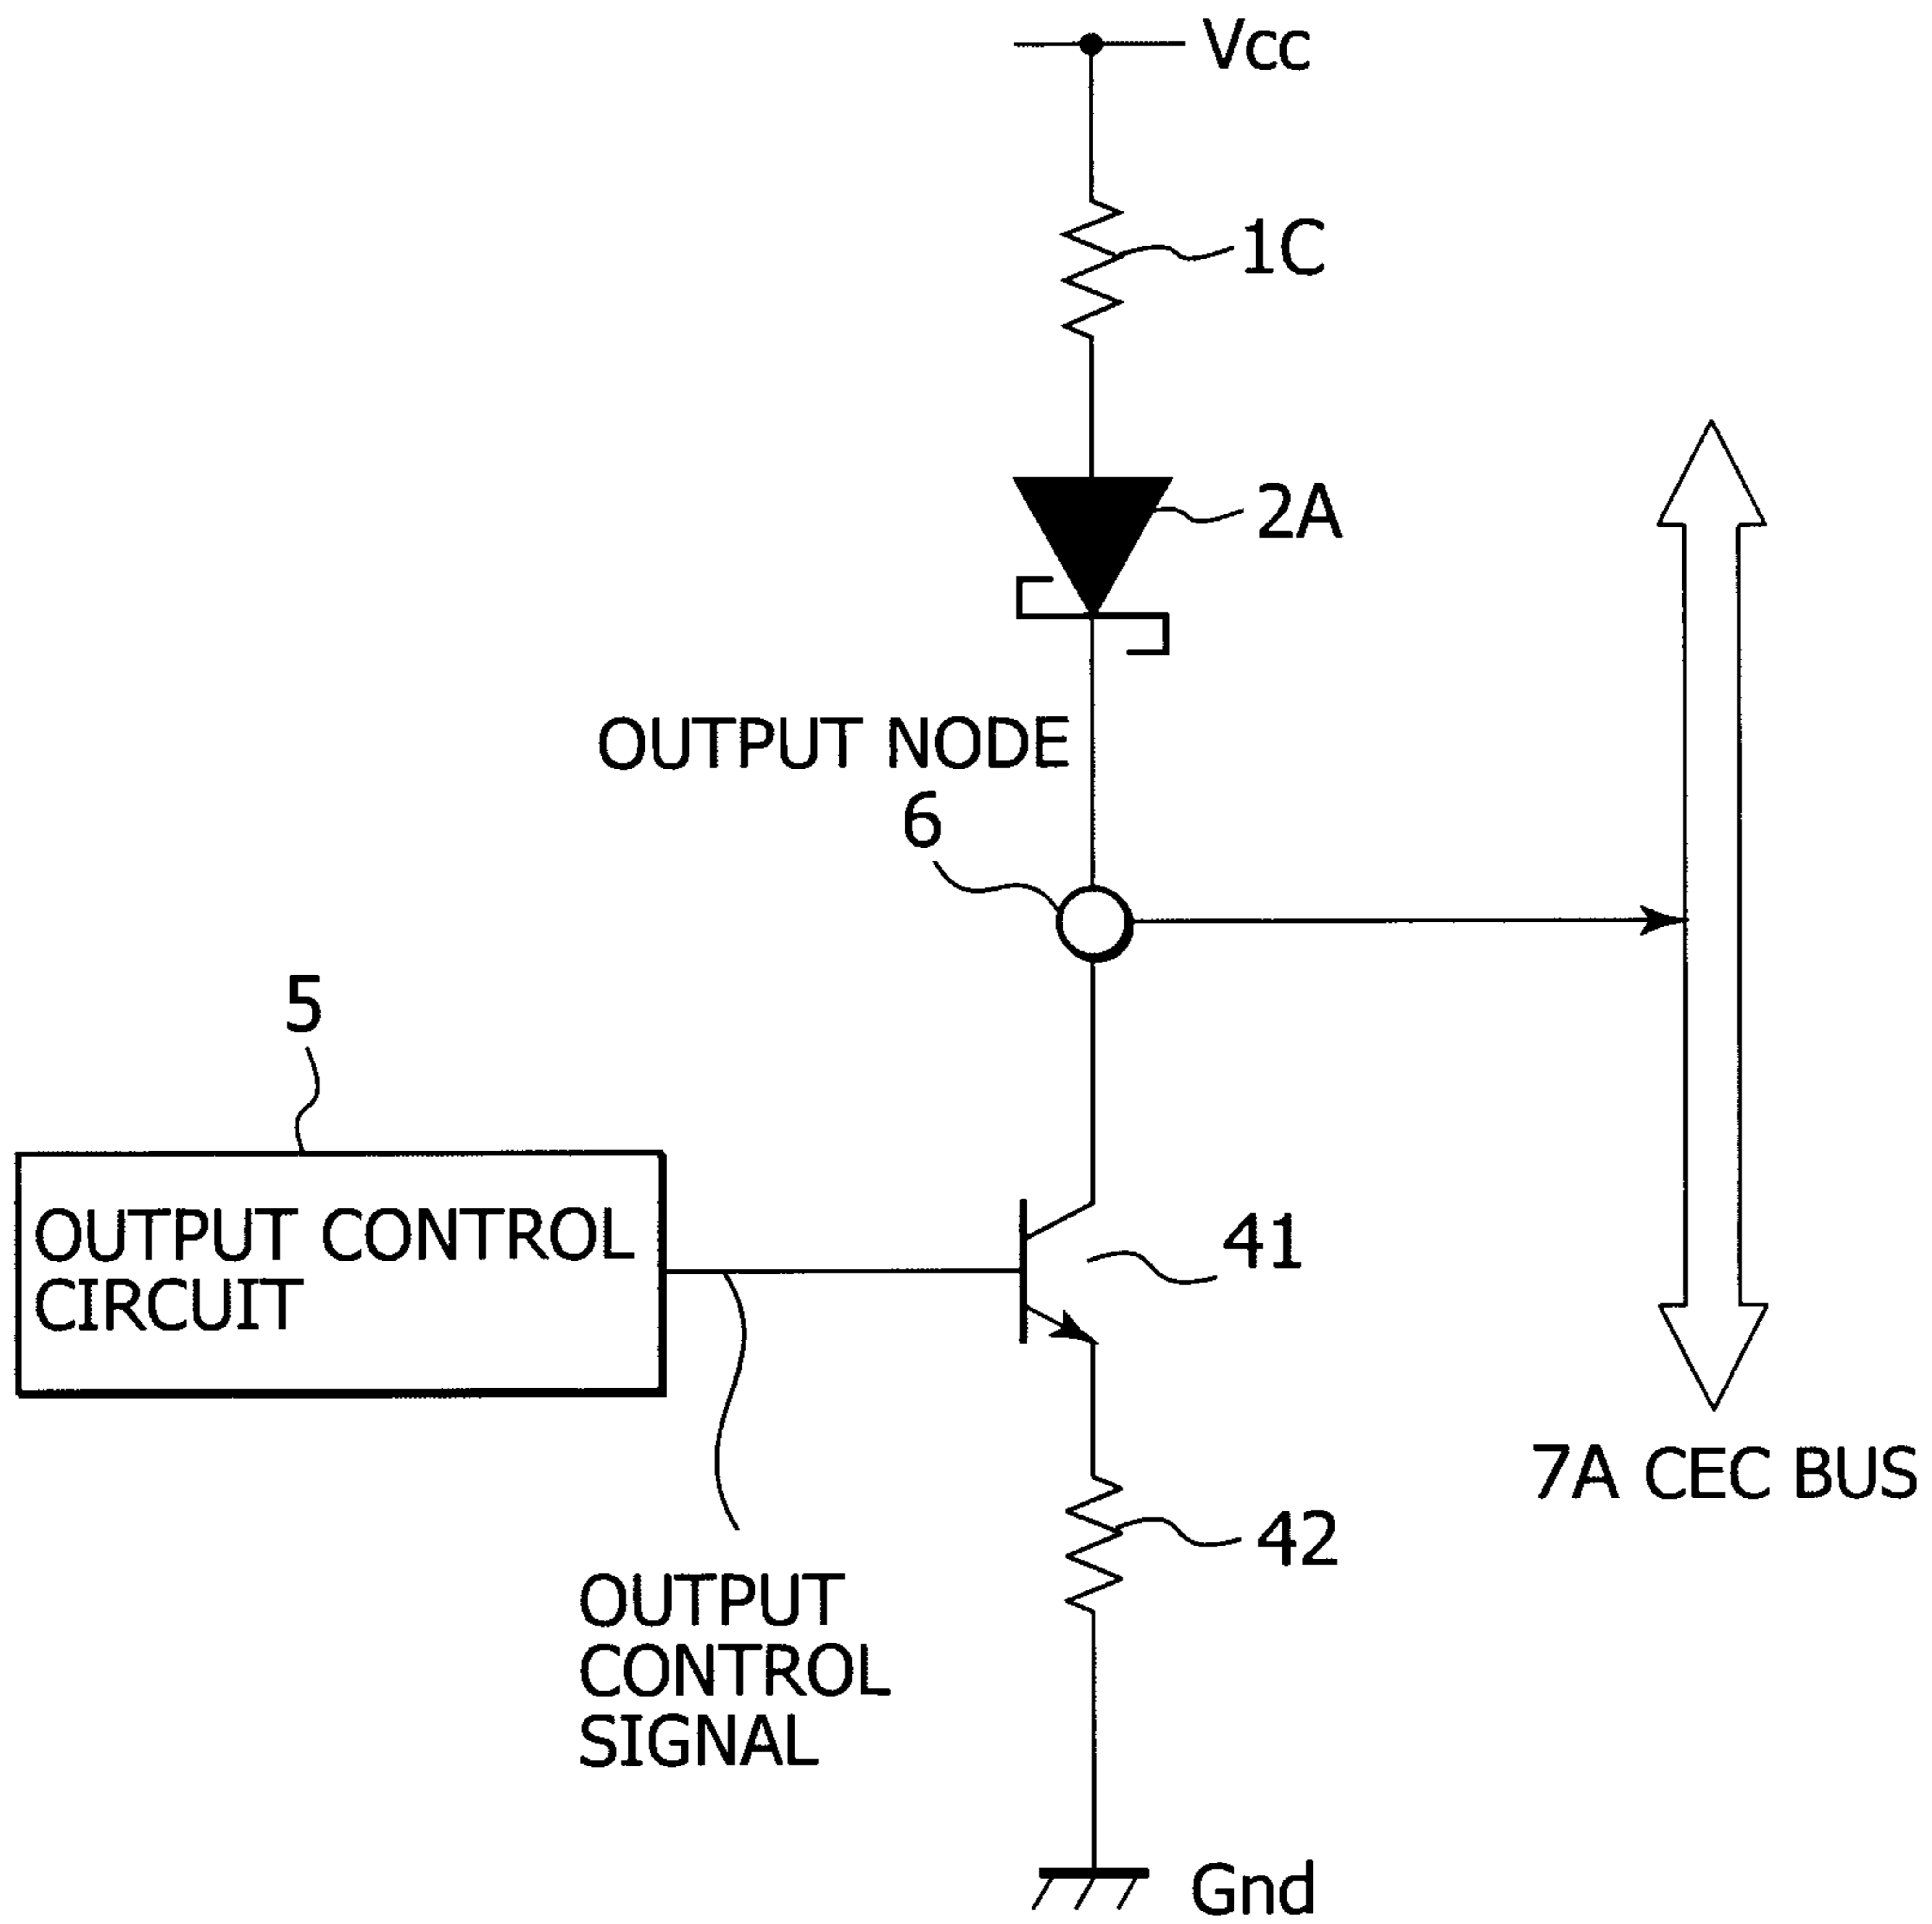 Vcc
1C
2A
OUTPUT NODE
6
5
OUTPUT CONTROL
CIRCUIT
41
7A CEC BUS
42
OUTPUT
CONTROL
SIGNAL
Gnd